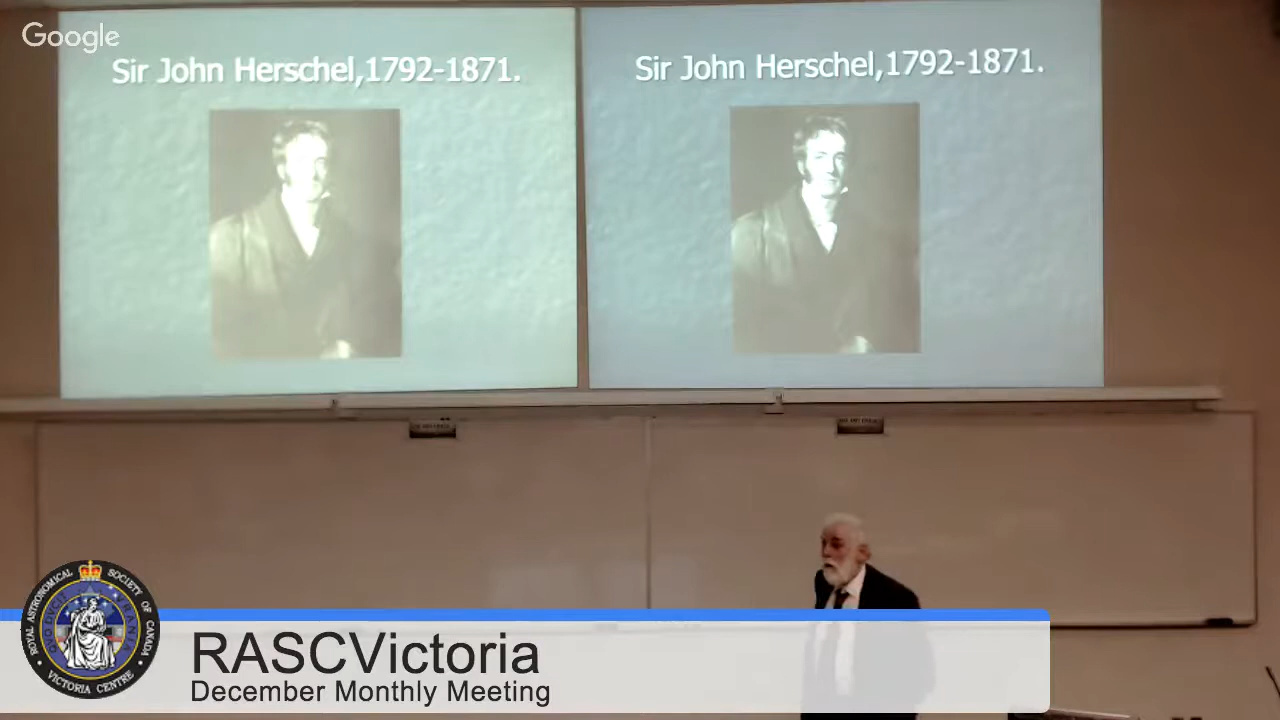 Google
Sir John Herschel,1792-1871.
Sir John Herschel,1792-1871.
ROYAL ASTRONOMICAL SOCIETY OF CANADA
VICTORIA CENTRE
RASCVictoria
December Monthly Meeting